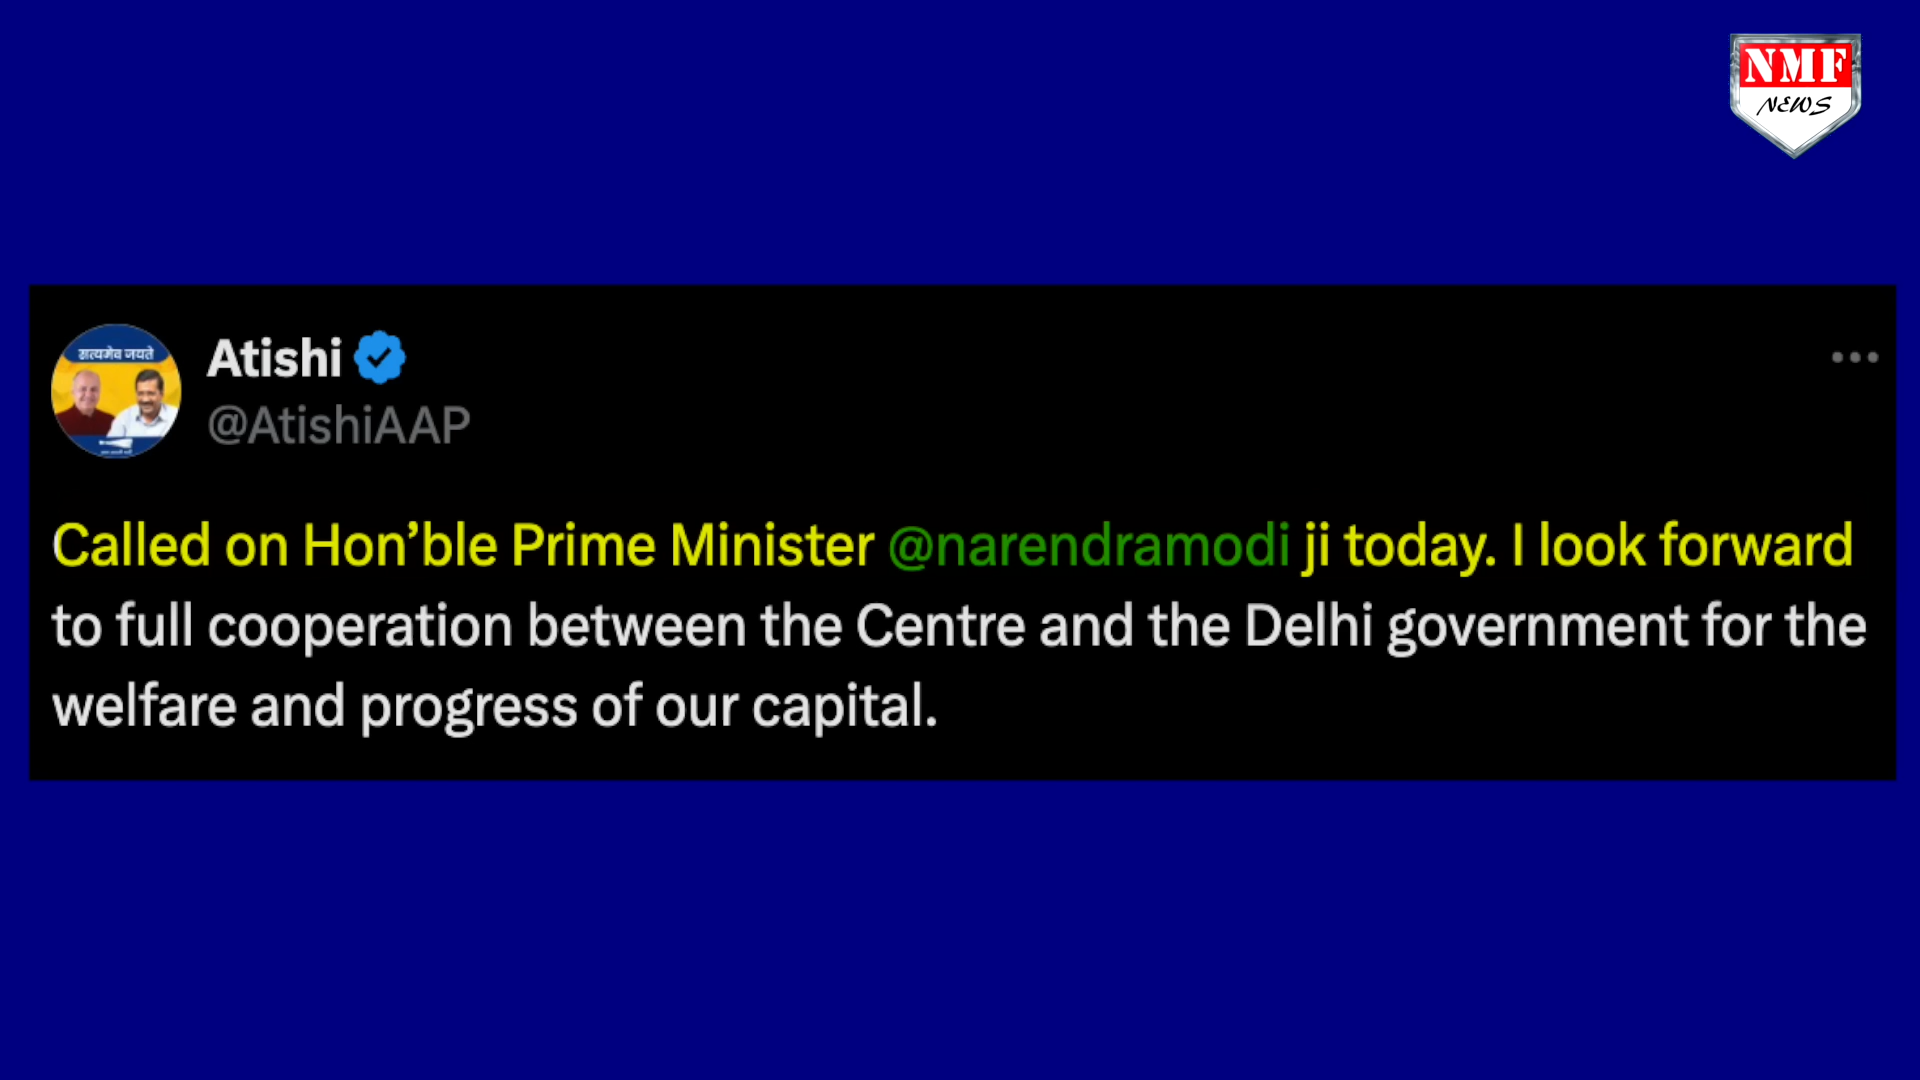 NMF
NEWS
सत्यमेव जयते
Atishi
@AtishiAAP
Called on Hon’ble Prime Minister @narendramodi ji today. I look forward
to full cooperation between the Centre and the Delhi government for the
welfare and progress of our capital.